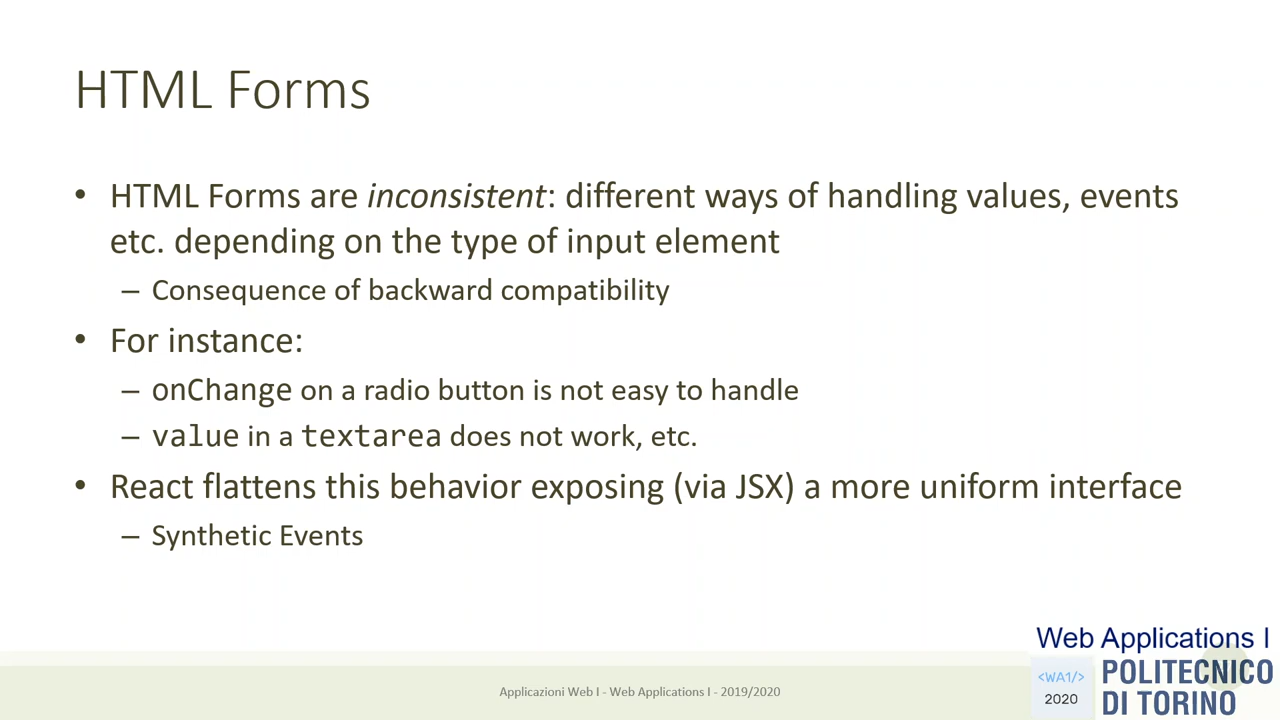 HTML Forms
• HTML Forms are inconsistent: different ways of handling values, events
etc. depending on the type of input element
– Consequence of backward compatibility
• For instance:
– onChange on a radio button is not easy to handle
– value in a textarea does not work, etc.
• React flattens this behavior exposing (via JSX) a more uniform interface
– Synthetic Events
Applicazioni Web I - Web Applications I - 2019/2020
Web Applications I
<WA1/>
2020
POLITECNICO
DI TORINO